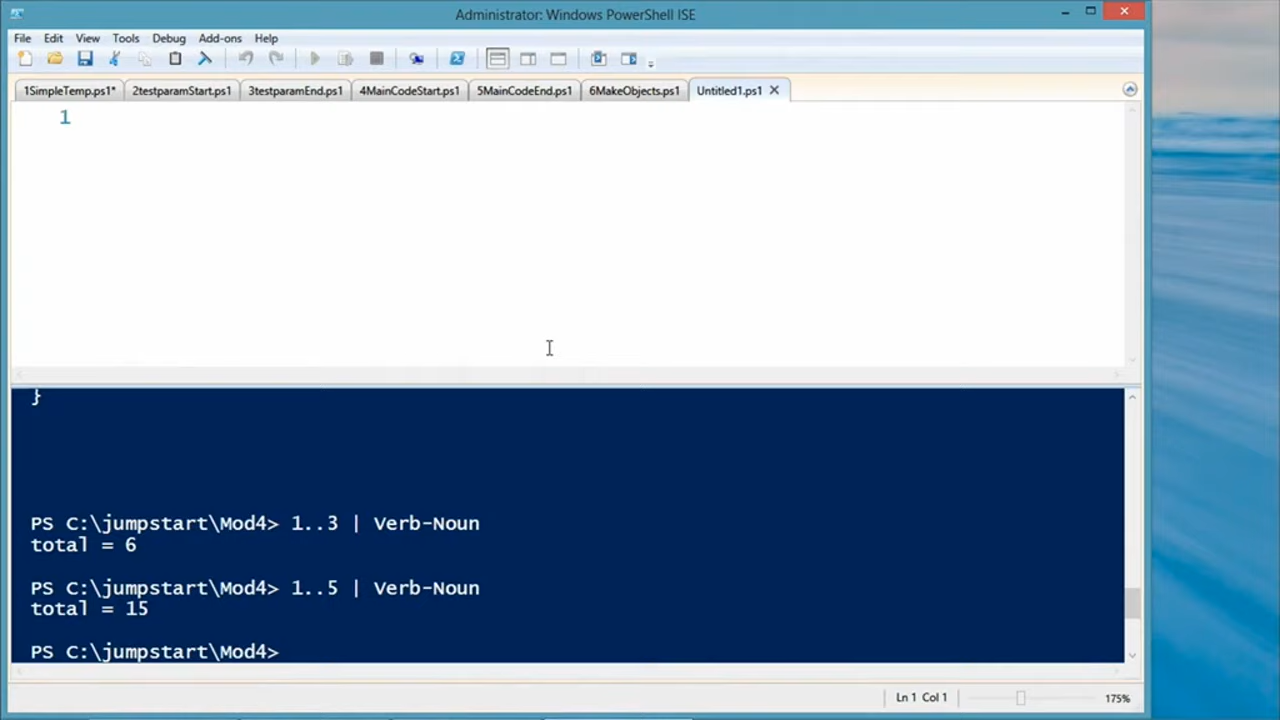 Administrator: Windows PowerShell ISE
File Edit View Tools Debug Add-ons Help
1SimpleTemp.ps1* 2testparamStart.ps1 3testparamEnd.ps1 4MainCodeStart.ps1 5MainCodeEnd.ps1 6MakeObjects.ps1 Untitled1.ps1
1
}
PS C:\jumpstart\Mod4> 1..3 | Verb-Noun
total = 6
PS C:\jumpstart\Mod4> 1..5 | Verb-Noun
total = 15
PS C:\jumpstart\Mod4>
Ln 1 Col 1 175%